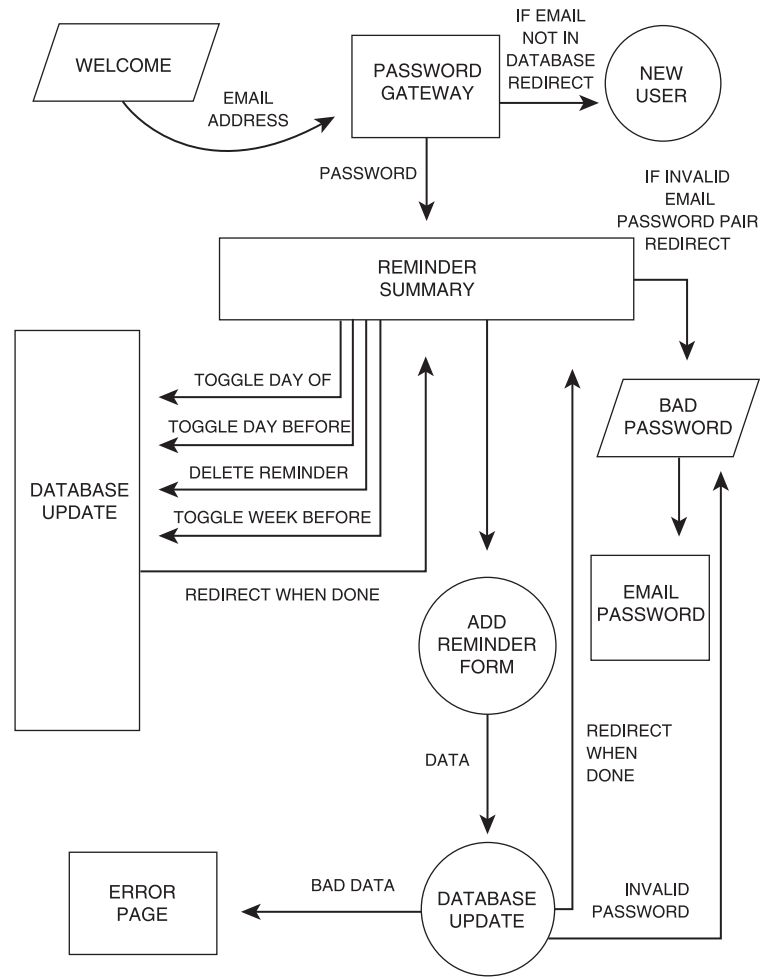 WELCOME
EMAIL
ADDRESS
PASSWORD
GATEWAY
IF EMAIL
NOT IN
DATABASE
REDIRECT
NEW
USER
PASSWORD
IF INVALID
EMAIL
PASSWORD PAIR
REDIRECT
REMINDER
SUMMARY
TOGGLE DAY OF
TOGGLE DAY BEFORE
DELETE REMINDER
TOGGLE WEEK BEFORE
DATABASE
UPDATE
REDIRECT WHEN DONE
BAD
PASSWORD
EMAIL
PASSWORD
ADD
REMINDER
FORM
DATA
REDIRECT
WHEN
DONE
ERROR
PAGE
BAD DATA
DATABASE
UPDATE
INVALID
PASSWORD